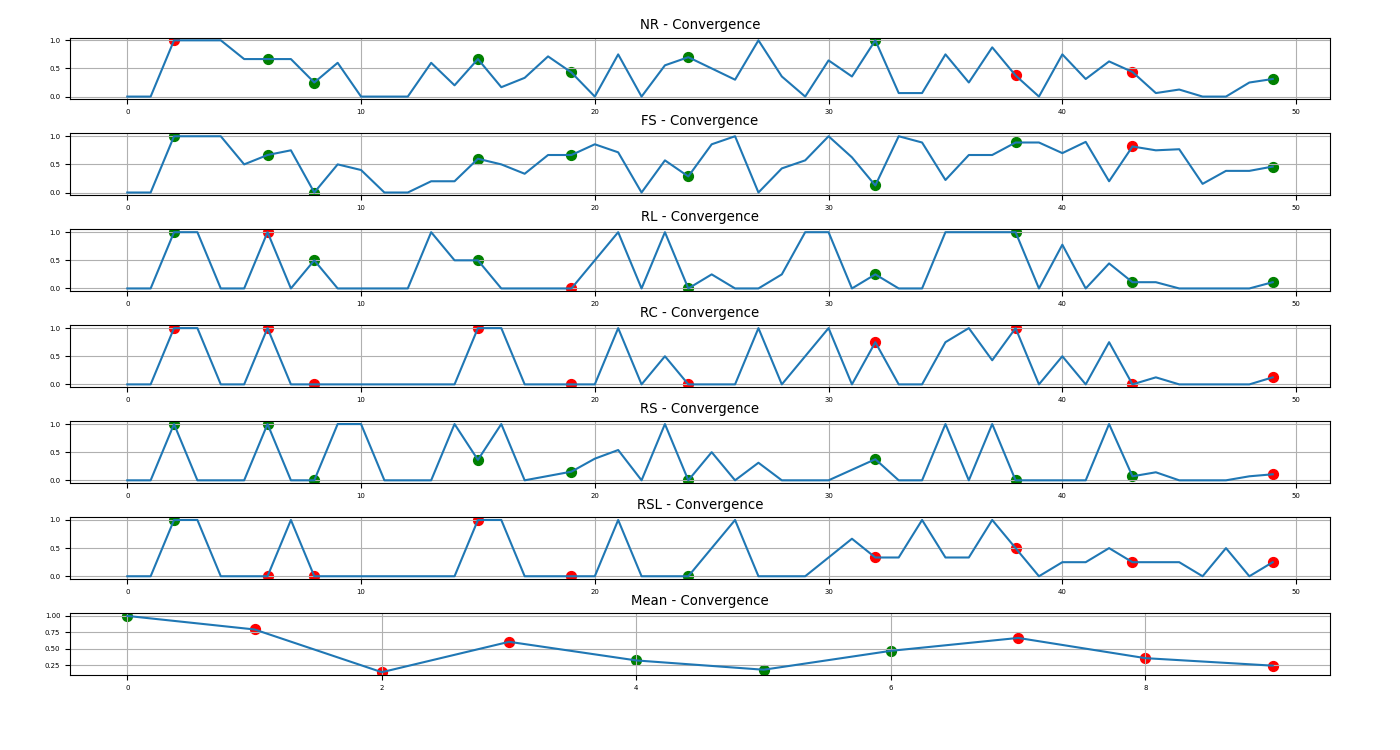 NR - Convergence
1.0
0.5
0.0
0 10 20 30 40 50
FS - Convergence
1.0
0.5
0.0
0 10 20 30 40 50
RL - Convergence
1.0
0.5
0.0
0 10 20 30 40 50
RC - Convergence
1.0
0.5
0.0
0 10 20 30 40 50
RS - Convergence
1.0
0.5
0.0
0 10 20 30 40 50
RSL - Convergence
1.0
0.5
0.0
0 10 20 30 40 50
Mean - Convergence
1.00
0.75
0.50
0.25
0 2 4 6 8